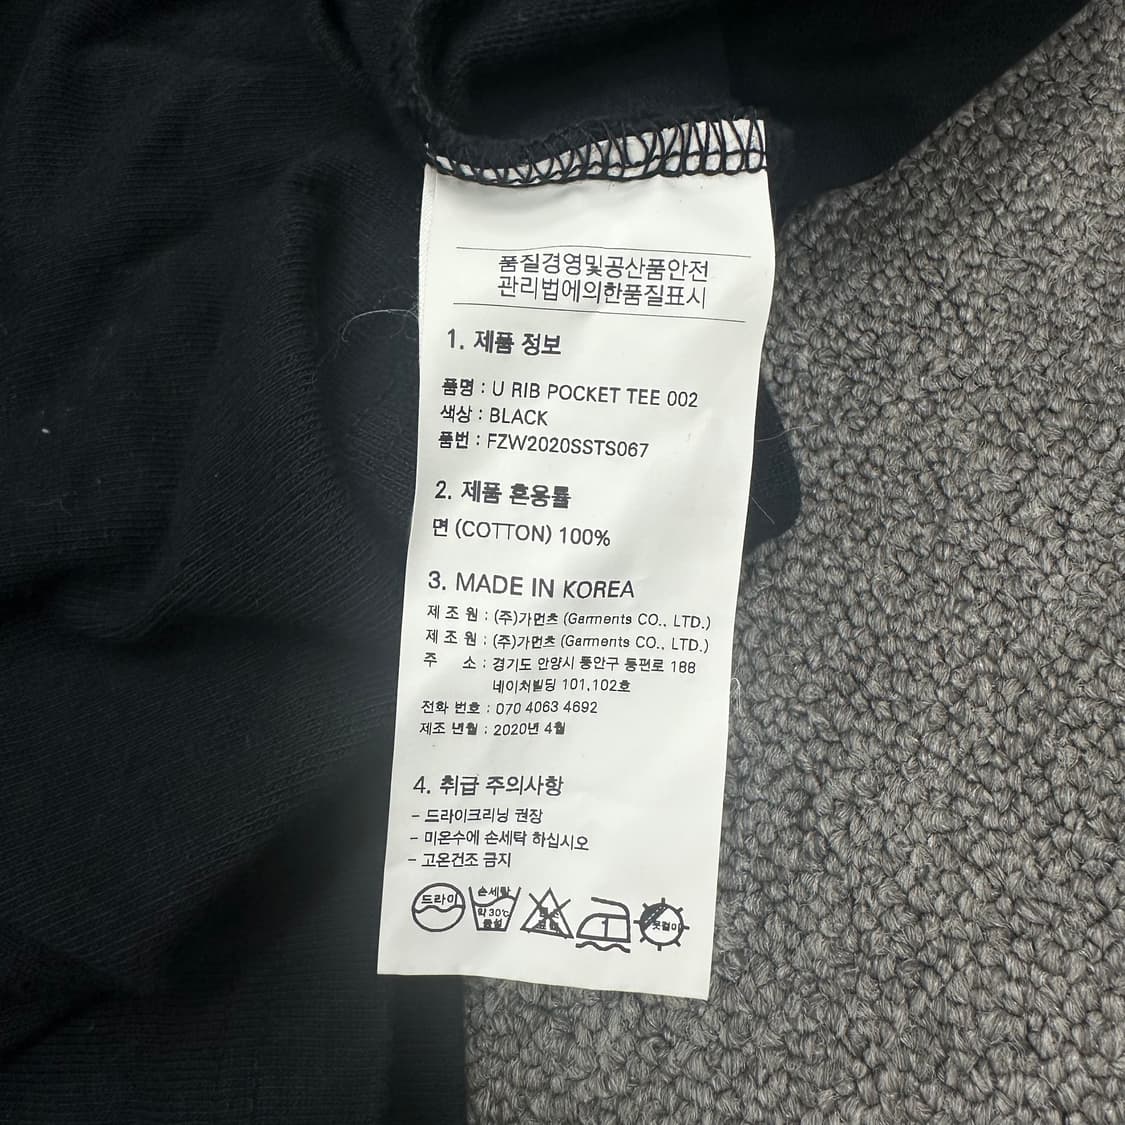 품질경영및공산품안전
관리법에의한품질표시
1. 제품 정보
품명 : U RIB POCKET TEE 002
색상 : BLACK
품번 : FZW2020SSTS067
2. 제품 혼용률
면 (COTTON) 100%
3. MADE IN KOREA
제 조 원 : (주)가먼츠 (Garments CO., LTD.)
제 조 원 : (주)가먼츠 (Garments CO., LTD.)
주 소 : 경기도 안양시 동안구 동편로 188
네이처빌딩 101,102호
전화 번호 : 070 4063 4692
제조 년월 : 2020년 4월
4. 취급 주의사항
- 드라이크리닝 권장
- 미온수에 손세탁 하십시오
- 고온건조 금지
드라이
손세탁
약 30℃
중성
1
옷걸이